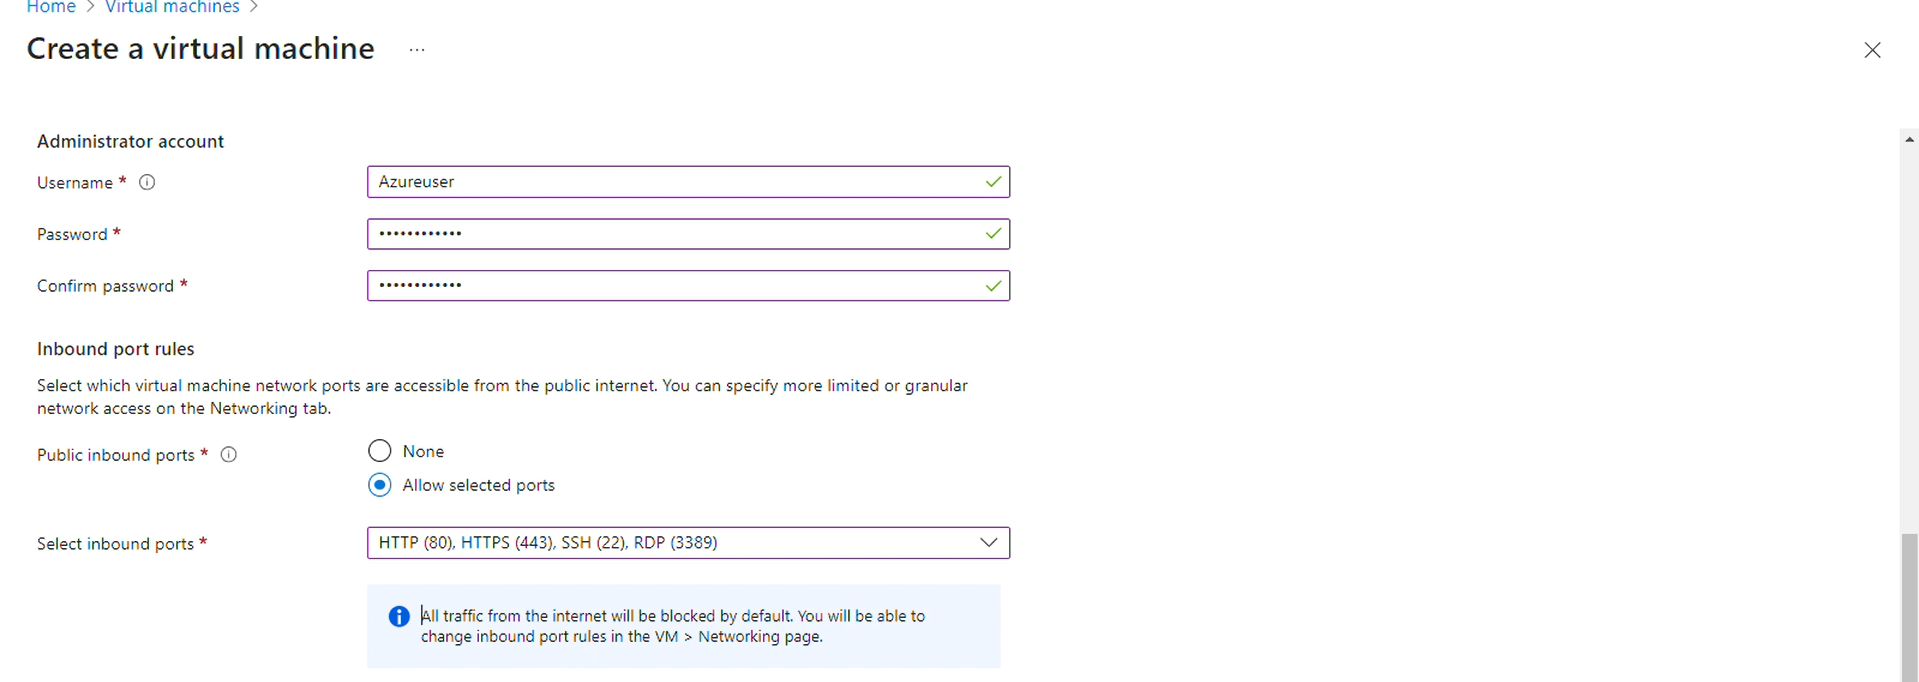 Home > Virtual machines >
Create a virtual machine ...
Administrator account
Username * Azureuser
Password * ••••••••••••
Confirm password * ••••••••••••
Inbound port rules
Select which virtual machine network ports are accessible from the public internet. You can specify more limited or granular
network access on the Networking tab.
Public inbound ports * None
Allow selected ports
Select inbound ports * HTTP (80), HTTPS (443), SSH (22), RDP (3389)
All traffic from the internet will be blocked by default. You will be able to
change inbound port rules in the VM > Networking page.